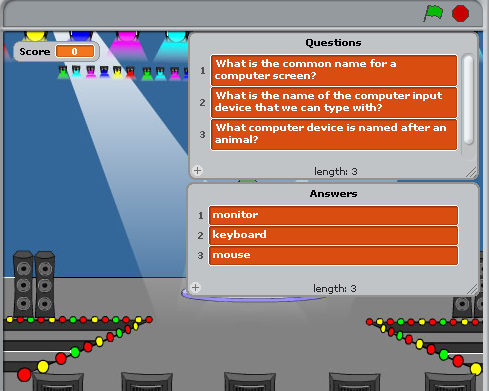 Score 0
Questions
1 What is the common name for a
computer screen?
2 What is the name of the computer input
device that we can type with?
3 What computer device is named after an
animal?
+ length: 3
Answers
1 monitor
2 keyboard
3 mouse
+ length: 3